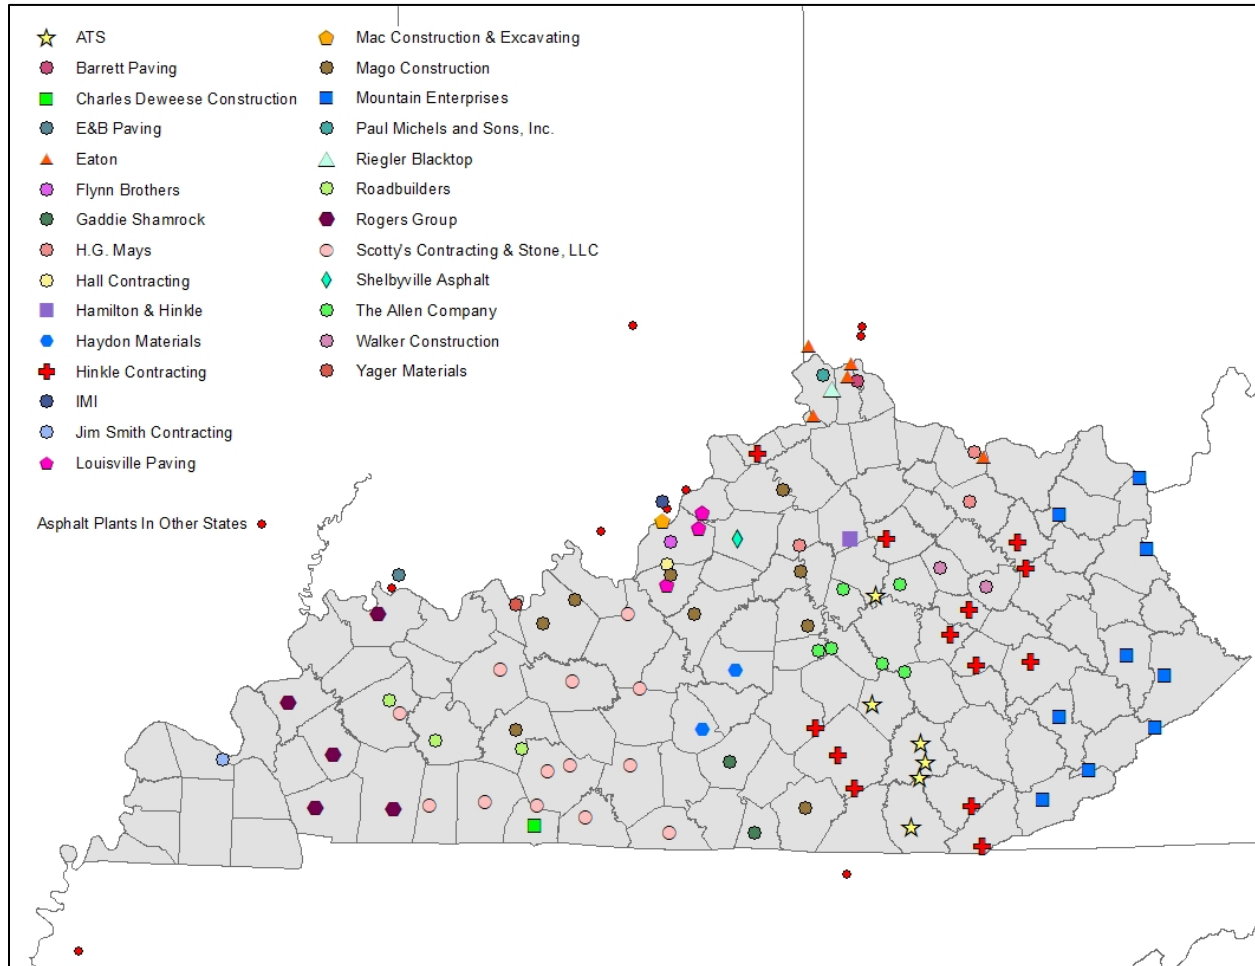 ATS
Barrett Paving
Charles Deweese Construction
E&B Paving
Eaton
Flynn Brothers
Gaddie Shamrock
H.G. Mays
Hall Contracting
Hamilton & Hinkle
Haydon Materials
Hinkle Contracting
IMI
Jim Smith Contracting
Louisville Paving
Mac Construction & Excavating
Mago Construction
Mountain Enterprises
Paul Michels and Sons, Inc.
Riegler Blacktop
Roadbuilders
Rogers Group
Scotty's Contracting & Stone, LLC
Shelbyville Asphalt
The Allen Company
Walker Construction
Yager Materials
Asphalt Plants In Other States